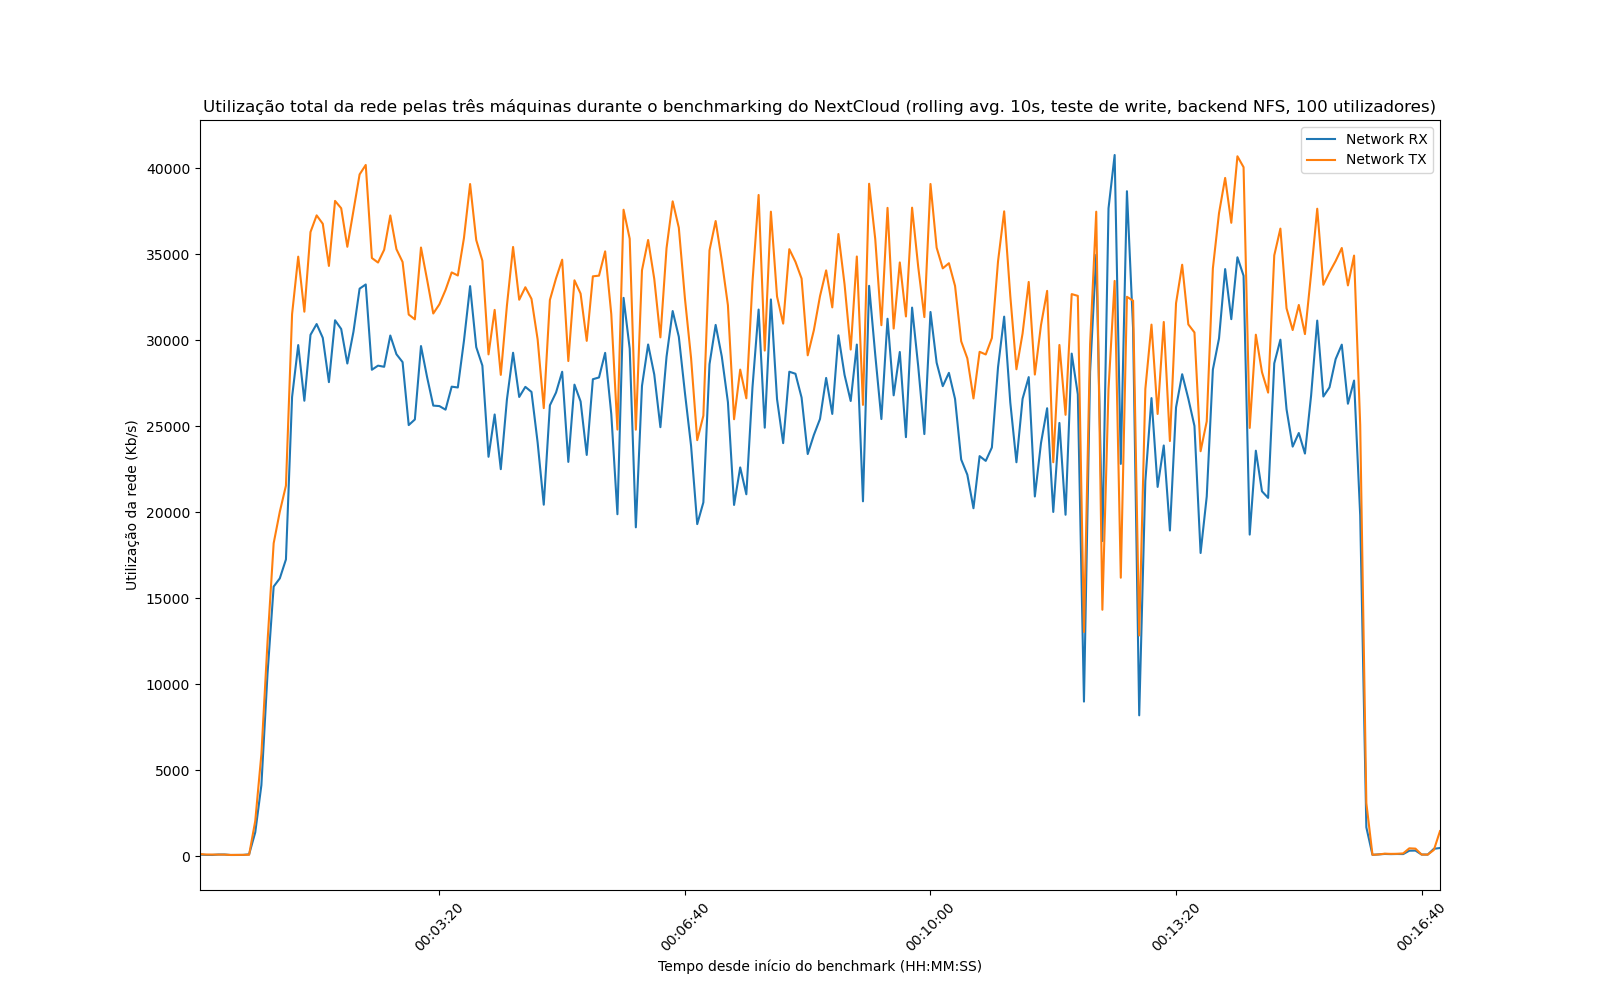 Utilização total da rede pelas três máquinas durante o benchmarking do NextCloud (rolling avg. 10s, teste de write, backend NFS, 100 utilizadores)
Network RX
Network TX
Utilização da rede (Kb/s)
40000
35000
30000
25000
20000
15000
10000
5000
0
00:03:20
00:06:40
00:10:00
00:13:20
00:16:40
Tempo desde início do benchmark (HH:MM:SS)